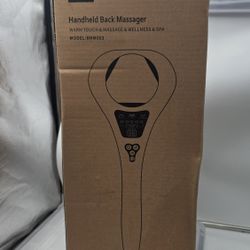 Handheld Back Massager
WARM TOUCH & MASSAGE & WELLNESS & SPA